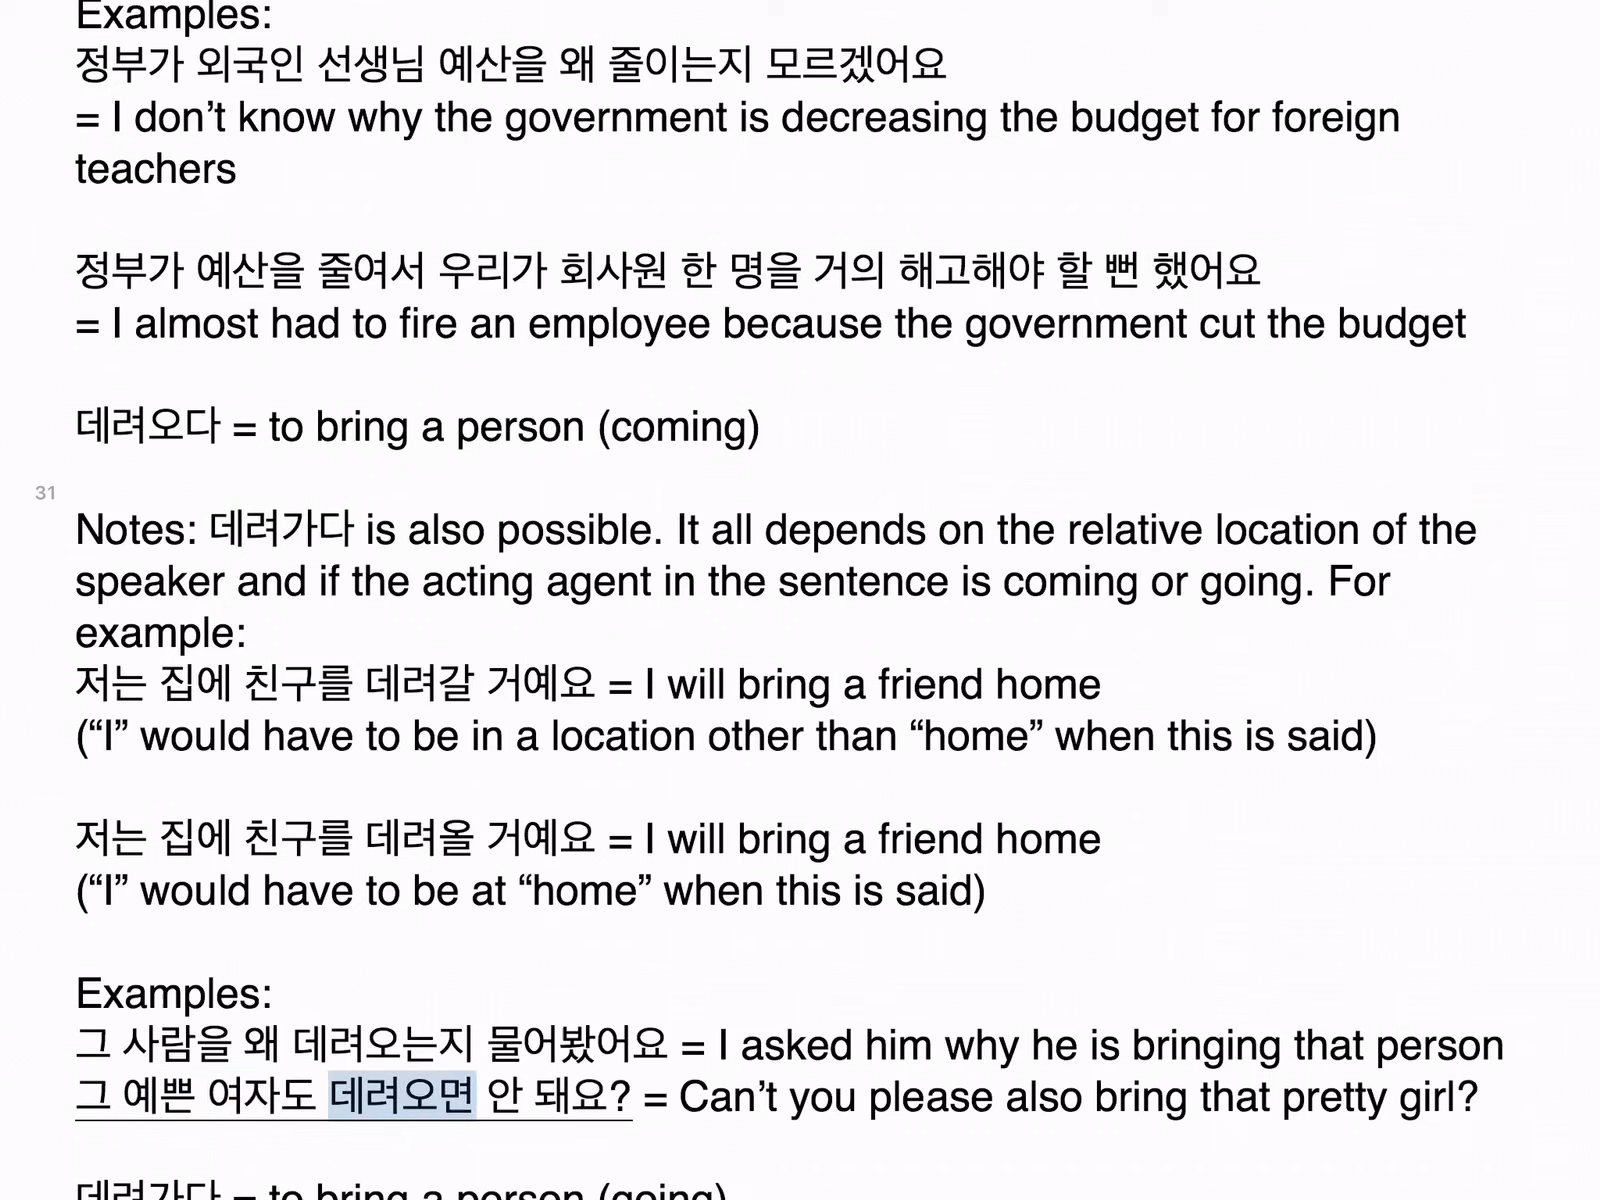 Examples:
정부가 외국인 선생님 예산을 왜 줄이는지 모르겠어요
= I don’t know why the government is decreasing the budget for foreign
teachers
정부가 예산을 줄여서 우리가 회사원 한 명을 거의 해고해야 할 뻔 했어요
= I almost had to fire an employee because the government cut the budget
데려오다 = to bring a person (coming)
31
Notes: 데려가다 is also possible. It all depends on the relative location of the
speaker and if the acting agent in the sentence is coming or going. For
example:
저는 집에 친구를 데려갈 거예요 = I will bring a friend home
(“I” would have to be in a location other than “home” when this is said)
저는 집에 친구를 데려올 거예요 = I will bring a friend home
(“I” would have to be at “home” when this is said)
Examples:
그 사람을 왜 데려오는지 물어봤어요 = I asked him why he is bringing that person
그 예쁜 여자도 데려오면 안 돼요? = Can’t you please also bring that pretty girl?
데려가다 = to bring a person (going)